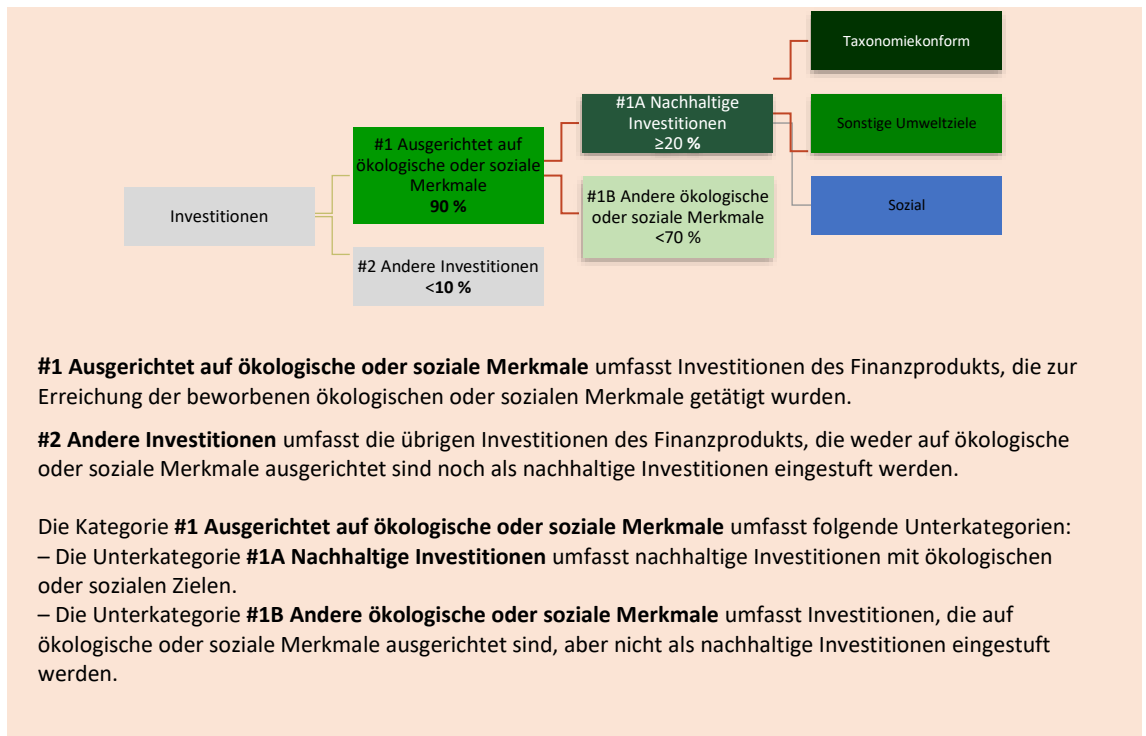 Taxonomiekonform
#1A Nachhaltige
Investitionen
≥20 %
Sonstige Umweltziele
#1 Ausgerichtet auf
ökologische oder soziale
Merkmale
90 %
Investitionen
#1B Andere ökologische
oder soziale Merkmale
<70 %
Sozial
#2 Andere Investitionen
<10 %
#1 Ausgerichtet auf ökologische oder soziale Merkmale umfasst Investitionen des Finanzprodukts, die zur
Erreichung der beworbenen ökologischen oder sozialen Merkmale getätigt wurden.
#2 Andere Investitionen umfasst die übrigen Investitionen des Finanzprodukts, die weder auf ökologische
oder soziale Merkmale ausgerichtet sind noch als nachhaltige Investitionen eingestuft werden.
Die Kategorie #1 Ausgerichtet auf ökologische oder soziale Merkmale umfasst folgende Unterkategorien:
– Die Unterkategorie #1A Nachhaltige Investitionen umfasst nachhaltige Investitionen mit ökologischen
oder sozialen Zielen.
– Die Unterkategorie #1B Andere ökologische oder soziale Merkmale umfasst Investitionen, die auf
ökologische oder soziale Merkmale ausgerichtet sind, aber nicht als nachhaltige Investitionen eingestuft
werden.